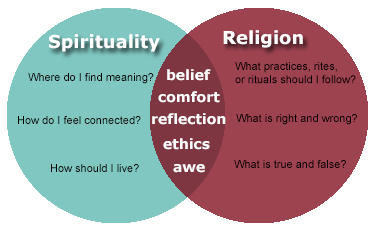 Spirituality
Where do I find meaning?
How do I feel connected?
How should I live?
belief
comfort
reflection
ethics
awe
Religion
What practices, rites,
or rituals should I follow?
What is right and wrong?
What is true and false?